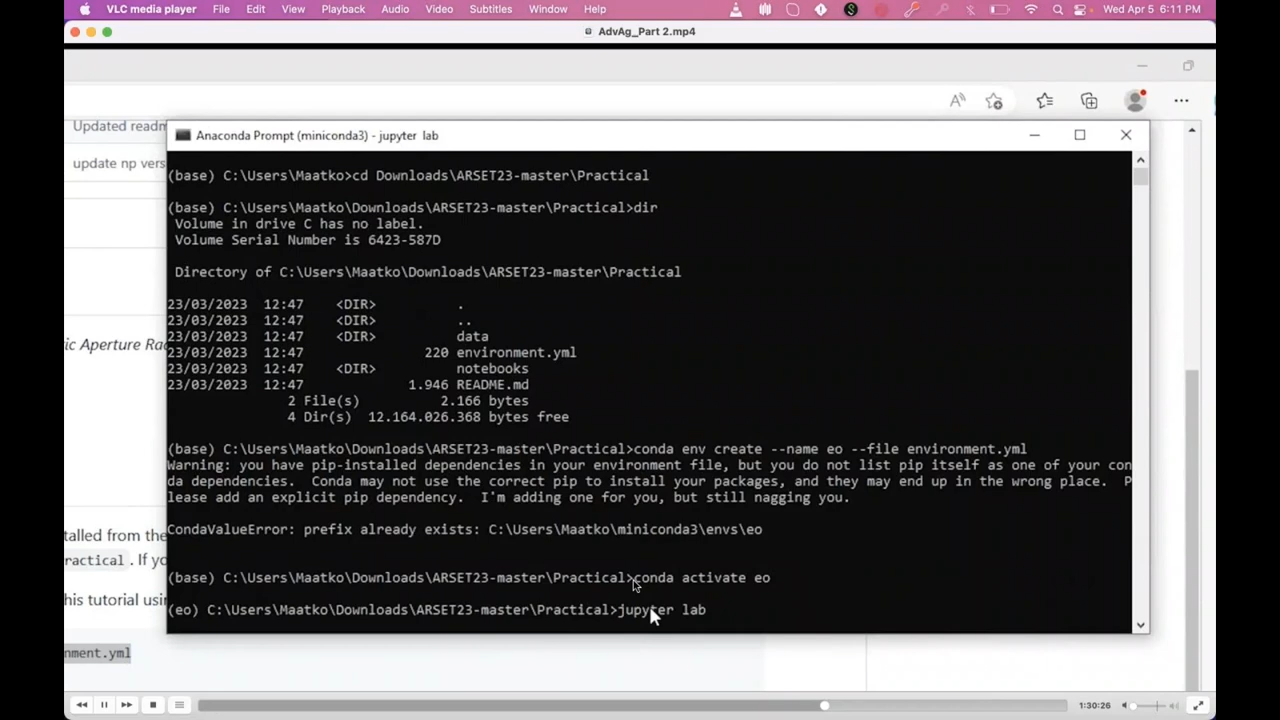 VLC media player File Edit View Playback Audio Video Subtitles Window Help Wed Apr 5 6:11 PM
AdvAg_Part 2.mp4
Updated readm
update np vers
Anaconda Prompt (miniconda3) - jupyter lab
(base) C:\Users\Maatko>cd Downloads\ARSET23-master\Practical
(base) C:\Users\Maatko\Downloads\ARSET23-master\Practical>dir
Volume in drive C has no label.
Volume Serial Number is 6423-587D
Directory of C:\Users\Maatko\Downloads\ARSET23-master\Practical
23/03/2023 12:47 <DIR> .
23/03/2023 12:47 <DIR> ..
23/03/2023 12:47 <DIR> data
23/03/2023 12:47 220 environment.yml
23/03/2023 12:47 <DIR> notebooks
23/03/2023 12:47 1.946 README.md
2 File(s) 2.166 bytes
4 Dir(s) 12.164.026.368 bytes free
(base) C:\Users\Maatko\Downloads\ARSET23-master\Practical>conda env create --name eo --file environment.yml
Warning: you have pip-installed dependencies in your environment file, but you do not list pip itself as one of your con
da dependencies. Conda may not use the correct pip to install your packages, and they may end up in the wrong place. P
lease add an explicit pip dependency. I'm adding one for you, but still nagging you.
CondaValueError: prefix already exists: C:\Users\Maatko\miniconda3\envs\eo
(base) C:\Users\Maatko\Downloads\ARSET23-master\Practical>conda activate eo
(eo) C:\Users\Maatko\Downloads\ARSET23-master\Practical>jupyter lab
ic Aperture Rad
talled from the
ractical . If yo
his tutorial usin
nment.yml
1:30:26